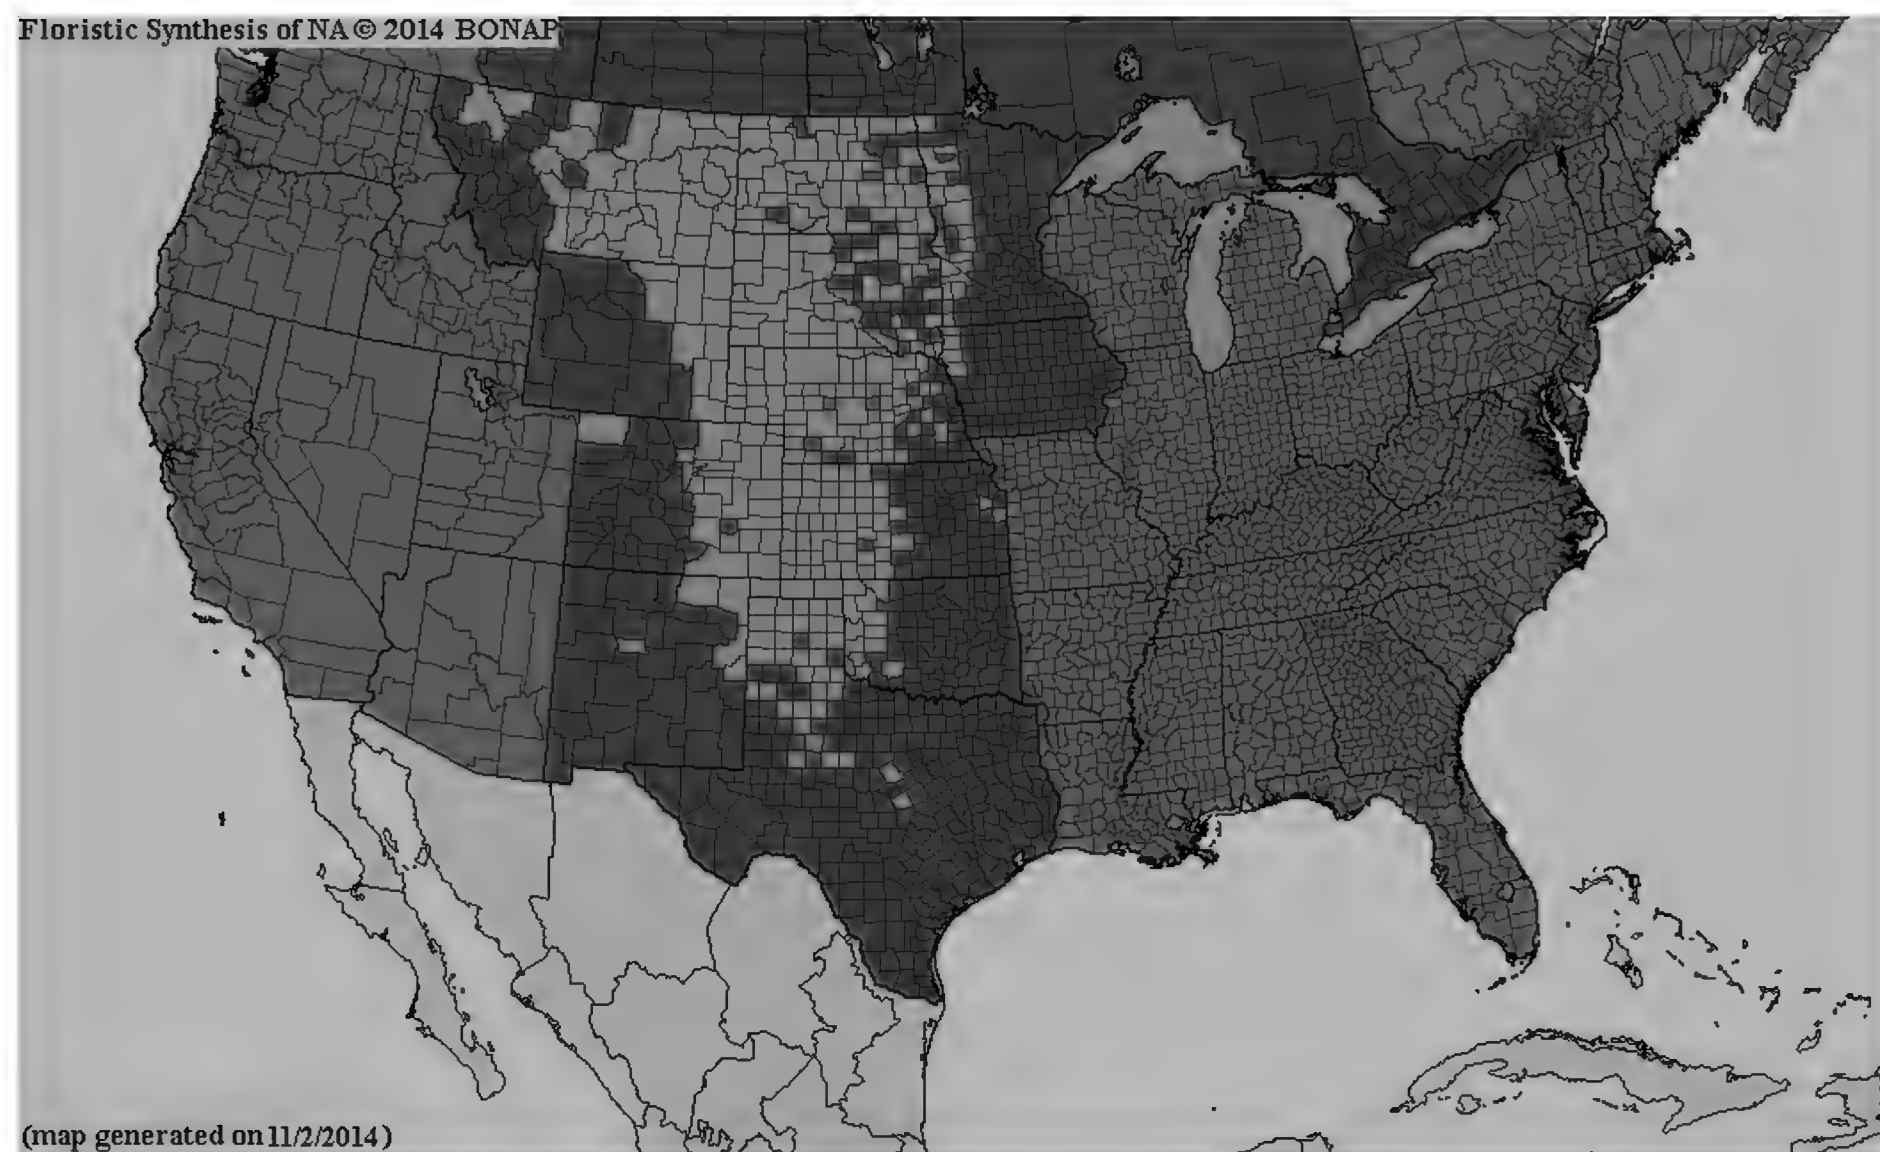 Floristic Synthesis of NA © 2014 BONAP
(map generated on 11/2/2014)